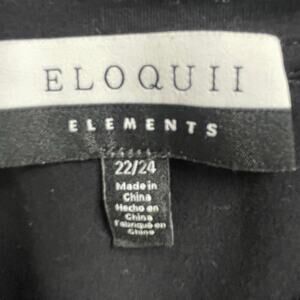 ELOQUII
ELEMENTS
22/24
Made in
China
Hecho en
China
Fabriqué en
Chine